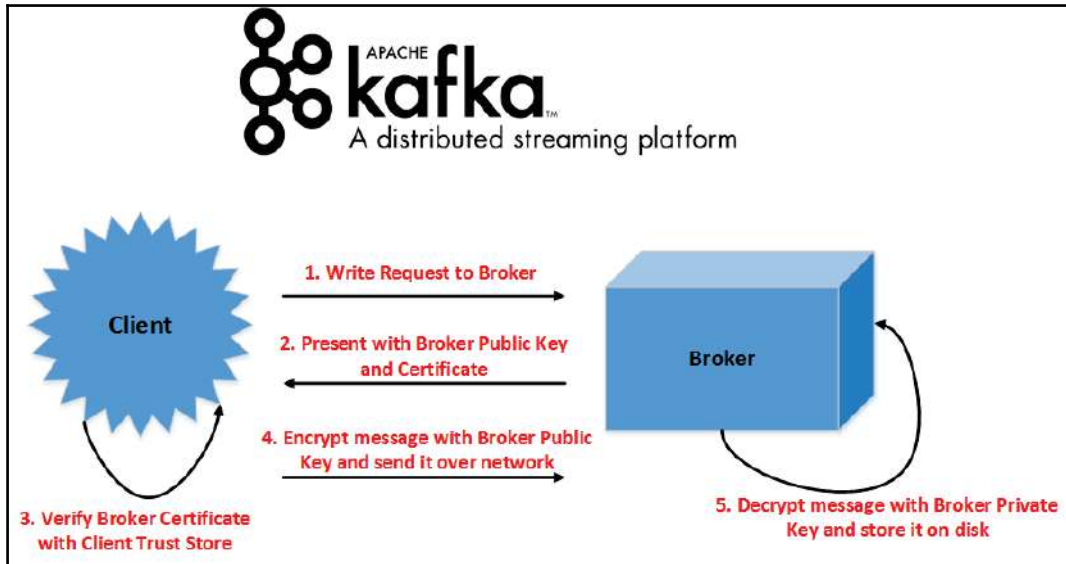 APACHE
kafka™
A distributed streaming platform
1. Write Request to Broker
Client
2. Present with Broker Public Key
and Certificate
Broker
4. Encrypt message with Broker Public
Key and send it over network
3. Verify Broker Certificate
with Client Trust Store
5. Decrypt message with Broker Private
Key and store it on disk